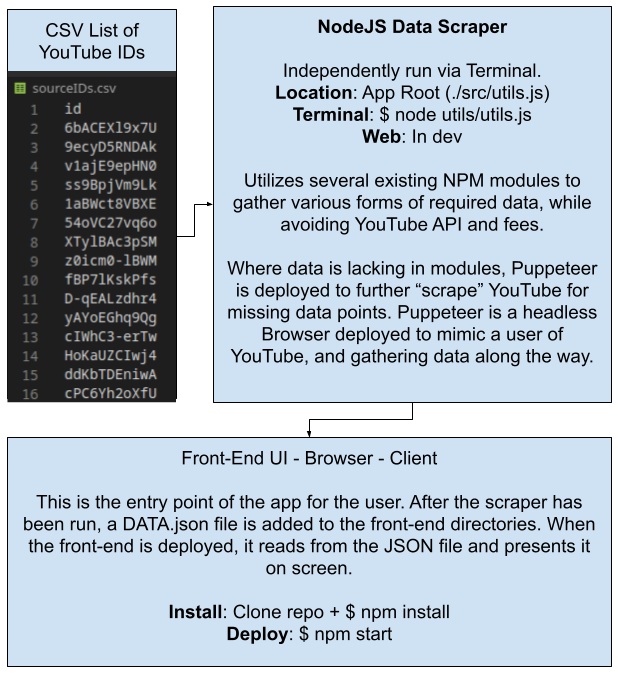 CSV List of
YouTube IDs
sourceIDs.csv
1 id
2 6bACEXl9x7U
3 9ecyD5RNDAk
4 v1ajE9epHN0
5 ss9BpjVm9Lk
6 1aBWct8VBXE
7 54oVC27vq6o
8 XTylBAc3pSM
9 z0icm0-lBWM
10 fBP7lKskPfs
11 D-qEALzdhr4
12 yAYoEGhq9Qg
13 cIWhC3-erTw
14 HoKaUZCIwj4
15 ddKbTDEniwA
16 cPC6Yh2oXfU
NodeJS Data Scraper
Independently run via Terminal.
Location: App Root (./src/utils.js)
Terminal: $ node utils/utils.js
Web: In dev
Utilizes several existing NPM modules to
gather various forms of required data, while
avoiding YouTube API and fees.
Where data is lacking in modules, Puppeteer
is deployed to further “scrape” YouTube for
missing data points. Puppeteer is a headless
Browser deployed to mimic a user of
YouTube, and gathering data along the way.
Front-End UI - Browser - Client
This is the entry point of the app for the user. After the scraper has
been run, a DATA.json file is added to the front-end directories. When
the front-end is deployed, it reads from the JSON file and presents it
on screen.
Install: Clone repo + $ npm install
Deploy: $ npm start